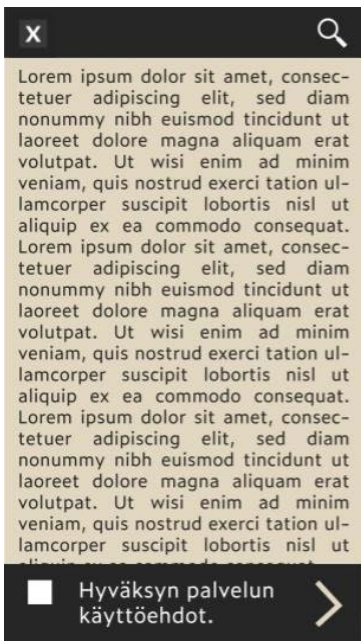 X
Lorem ipsum dolor sit amet, consec-
tetuer adipiscing elit, sed diam
nonummy nibh euismod tincidunt ut
laoreet dolore magna aliquam erat
volutpat. Ut wisi enim ad minim
veniam, quis nostrud exerci tation ul-
lamcorper suscipit lobortis nisl ut
aliquip ex ea commodo consequat.
Lorem ipsum dolor sit amet, consec-
tetuer adipiscing elit, sed diam
nonummy nibh euismod tincidunt ut
laoreet dolore magna aliquam erat
volutpat. Ut wisi enim ad minim
veniam, quis nostrud exerci tation ul-
lamcorper suscipit lobortis nisl ut
aliquip ex ea commodo consequat.
Lorem ipsum dolor sit amet, consec-
tetuer adipiscing elit, sed diam
nonummy nibh euismod tincidunt ut
laoreet dolore magna aliquam erat
volutpat. Ut wisi enim ad minim
veniam, quis nostrud exerci tation ul-
lamcorper suscipit lobortis nisl ut
aliquip ex ea commodo consequat.
Hyväksyn palvelun
käyttöehdot.